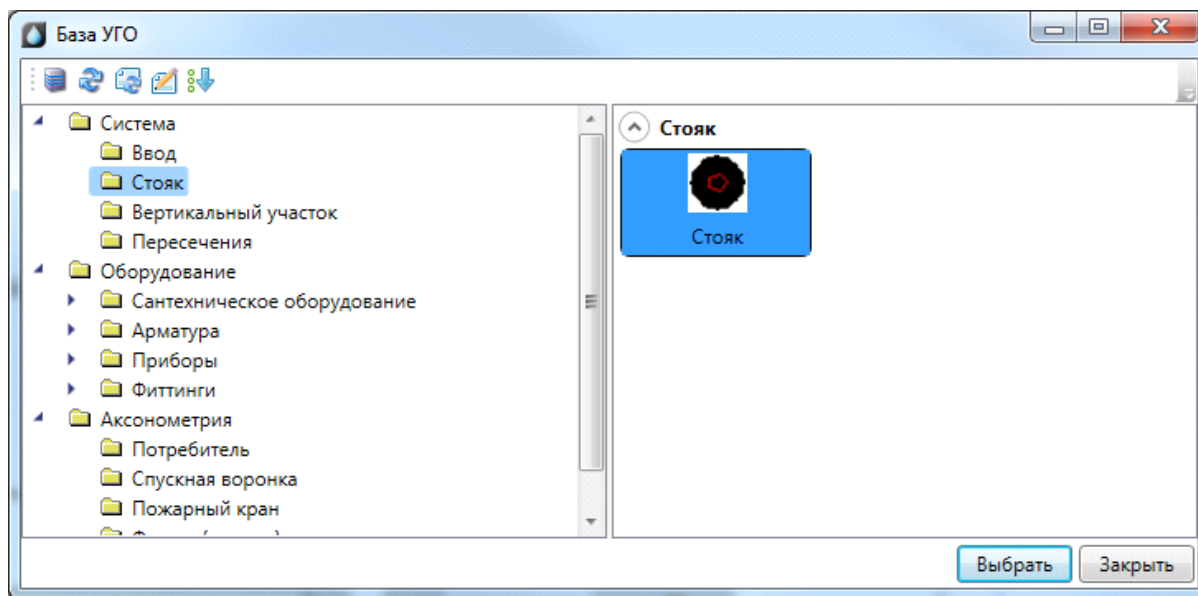 База УГО
Система
Ввод
Стояк
Вертикальный участок
Пересечения
Оборудование
Сантехническое оборудование
Арматура
Приборы
Фиттинги
Аксонометрия
Потребитель
Спускная воронка
Пожарный кран
Стояк
Стояк
Выбрать
Закрыть